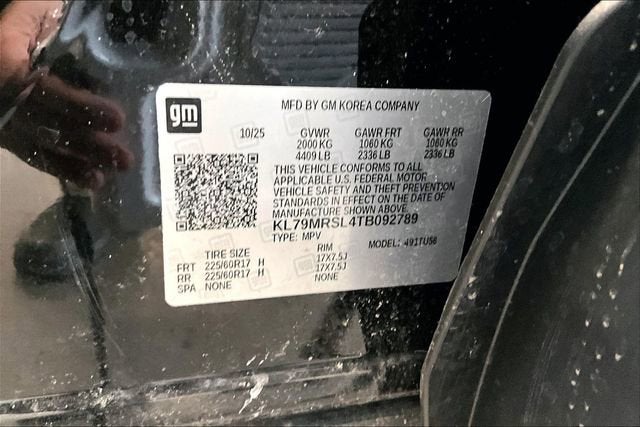 gm
MFD BY GM KOREA COMPANY
10/25 GVWR GAWR FRT GAWR RR
2000 KG 1060 KG 1060 KG
4409 LB 2336 LB 2336 LB
THIS VEHICLE CONFORMS TO ALL
APPLICABLE U.S. FEDERAL MOTOR
VEHICLE SAFETY AND THEFT PREVENTION
STANDARDS IN EFFECT ON THE DATE OF
MANUFACTURE SHOWN ABOVE
KL79MRSL4TB092789
TYPE: MPV MODEL: 491TU56
TIRE SIZE RIM
FRT 225/60R17 H 17X7.5J
RR 225/60R17 H 17X7.5J
SPA NONE NONE